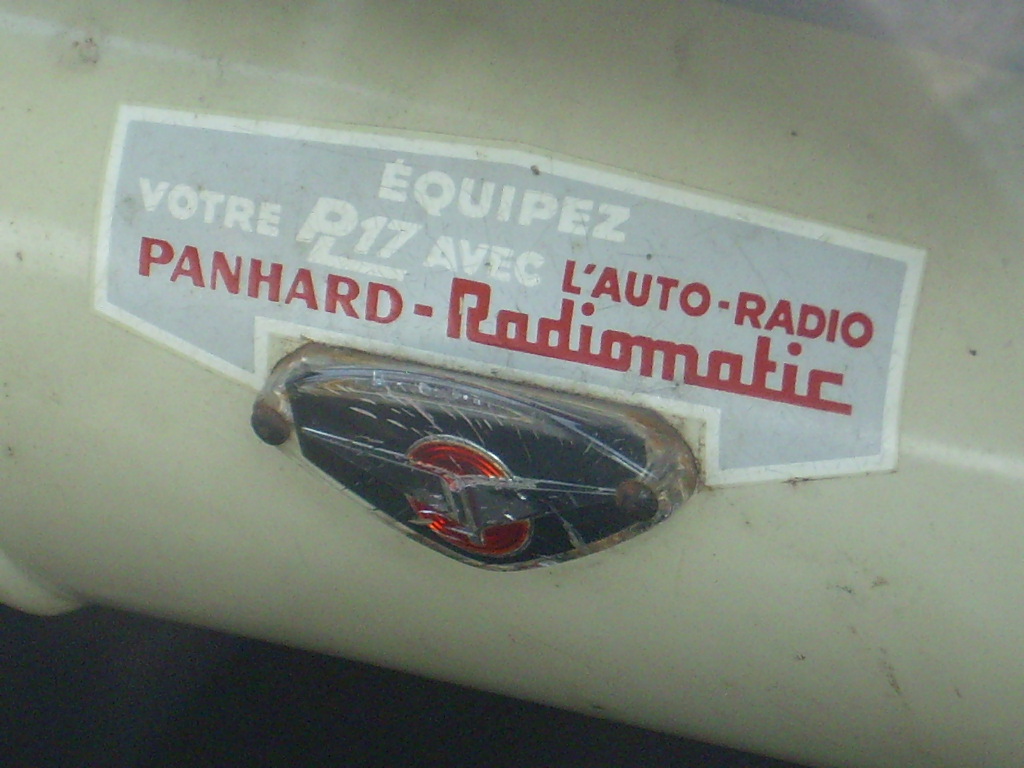 ÉQUIPEZ
VOTRE PL17 AVEC L'AUTO-RADIO
PANHARD-Radiomatic